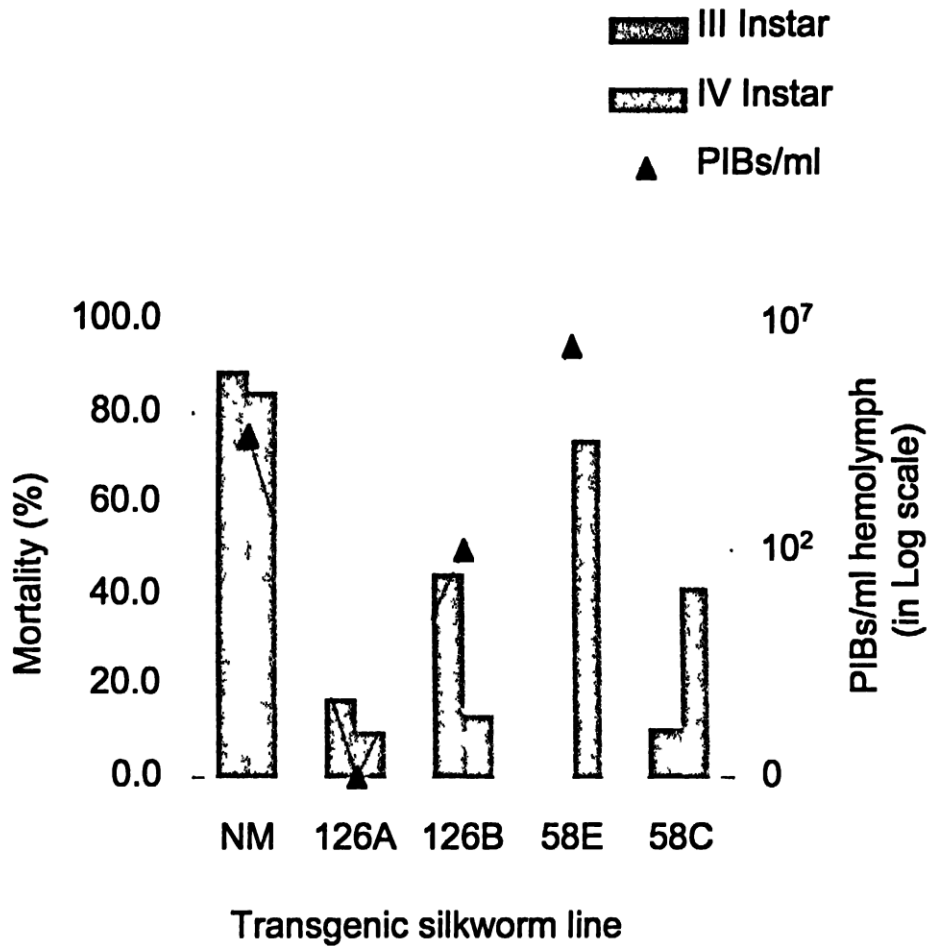 III Instar
IV Instar
PIBs/ml
100.0
80.0
60.0
40.0
20.0
0.0
Mortality (%)
10⁷
10²
0
PIBs/ml hemolymph
(in Log scale)
NM 126A 126B 58E 58C
Transgenic silkworm line